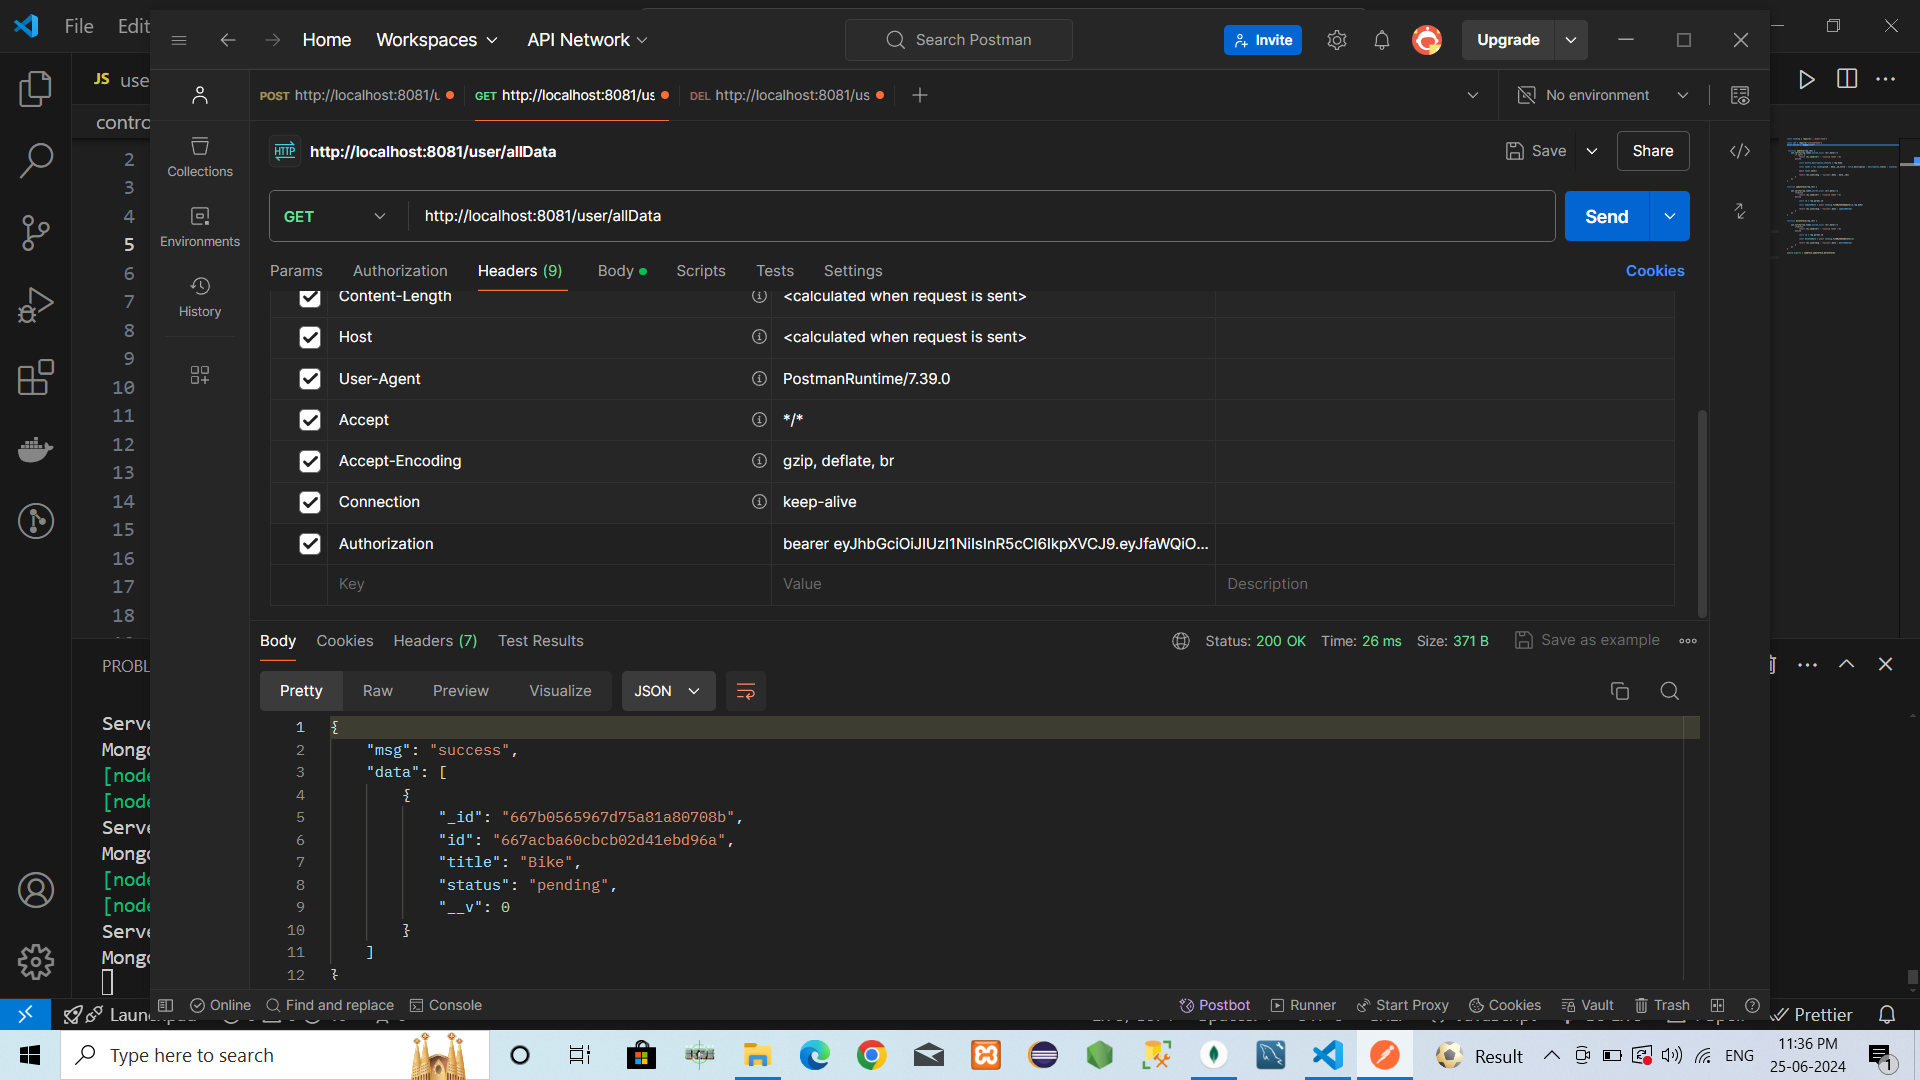 File Edit
Home Workspaces API Network Search Postman Invite Upgrade
JS use
POST http://localhost:8081/u GET http://localhost:8081/us DEL http://localhost:8081/us No environment
contro
HTTP http://localhost:8081/user/allData Save Share
Collections
Environments
History
2
3
4
5
6
7
8
9
10
11
12
13
14
15
16
17
18
GET http://localhost:8081/user/allData Send
Params Authorization Headers (9) Body Scripts Tests Settings Cookies
Content-Length <calculated when request is sent>
Host <calculated when request is sent>
User-Agent PostmanRuntime/7.39.0
Accept */*
Accept-Encoding gzip, deflate, br
Connection keep-alive
Authorization bearer eyJhbGciOiJIUzI1NiIsInR5cCI6IkpXVCJ9.eyJfaWQiO...
Key Value Description
Body Cookies Headers (7) Test Results Status: 200 OK Time: 26 ms Size: 371 B Save as example
PROBL
Pretty Raw Preview Visualize JSON
1 {
2 "msg": "success",
3 "data": [
4 {
5 "_id": "667b0565967d75a81a80708b",
6 "id": "667acba60cbcb02d41ebd96a",
7 "title": "Bike",
8 "status": "pending",
9 "__v": 0
10 }
11 ]
12 }
Serve
Mongo
[node
[node
Serve
Mongo
[node
[node
Serve
Mongo
Online Find and replace Console Postbot Runner Start Proxy Cookies Vault Trash
Prettier
Type here to search Result ENG 11:36 PM
25-06-2024
1